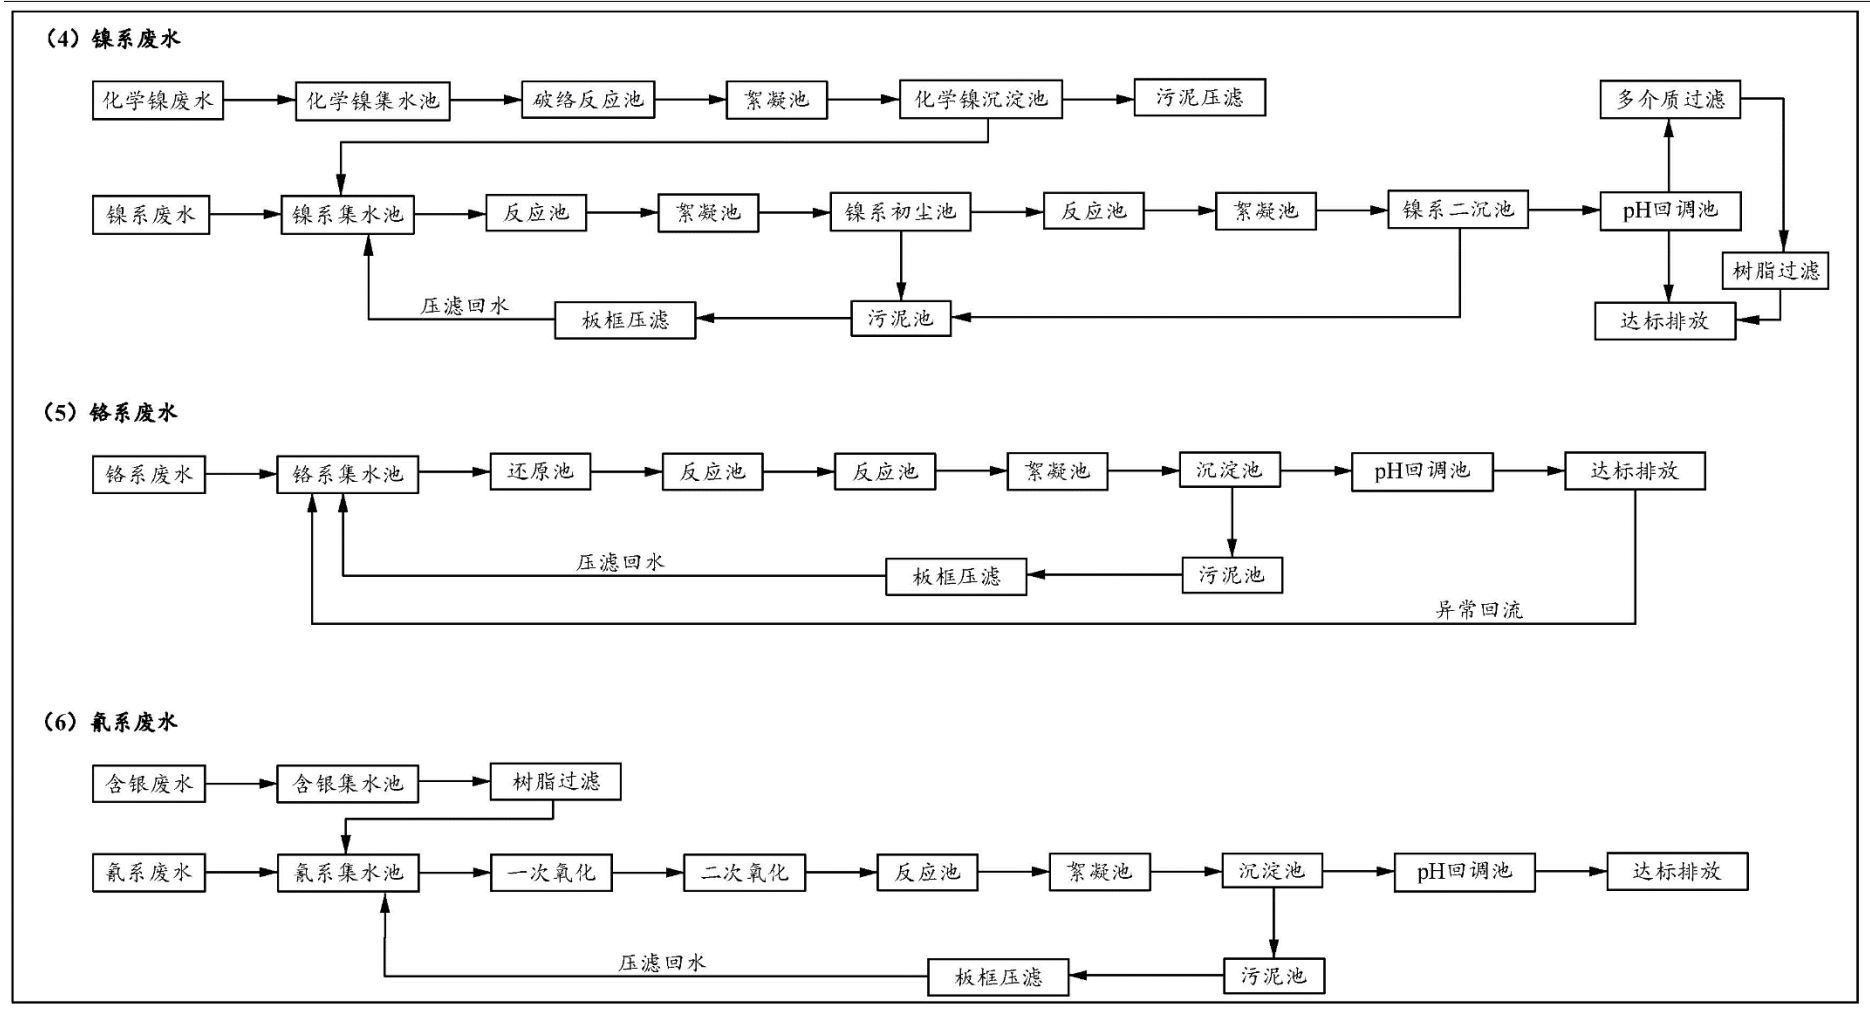 （4）镍系废水
化学镍废水 化学镍集水池 破络反应池 絮凝池 化学镍沉淀池 污泥压滤 多介质过滤
镍系废水 镍系集水池 反应池 絮凝池 镍系初尘池 反应池 絮凝池 镍系二沉池 pH回调池
树脂过滤
压滤回水 板框压滤 污泥池 达标排放
（5）铬系废水
铬系废水 铬系集水池 还原池 反应池 反应池 絮凝池 沉淀池 pH回调池 达标排放
压滤回水 板框压滤 污泥池
异常回流
（6）氰系废水
含银废水 含银集水池 树脂过滤
氰系废水 氰系集水池 一次氧化 二次氧化 反应池 絮凝池 沉淀池 pH回调池 达标排放
压滤回水 板框压滤 污泥池